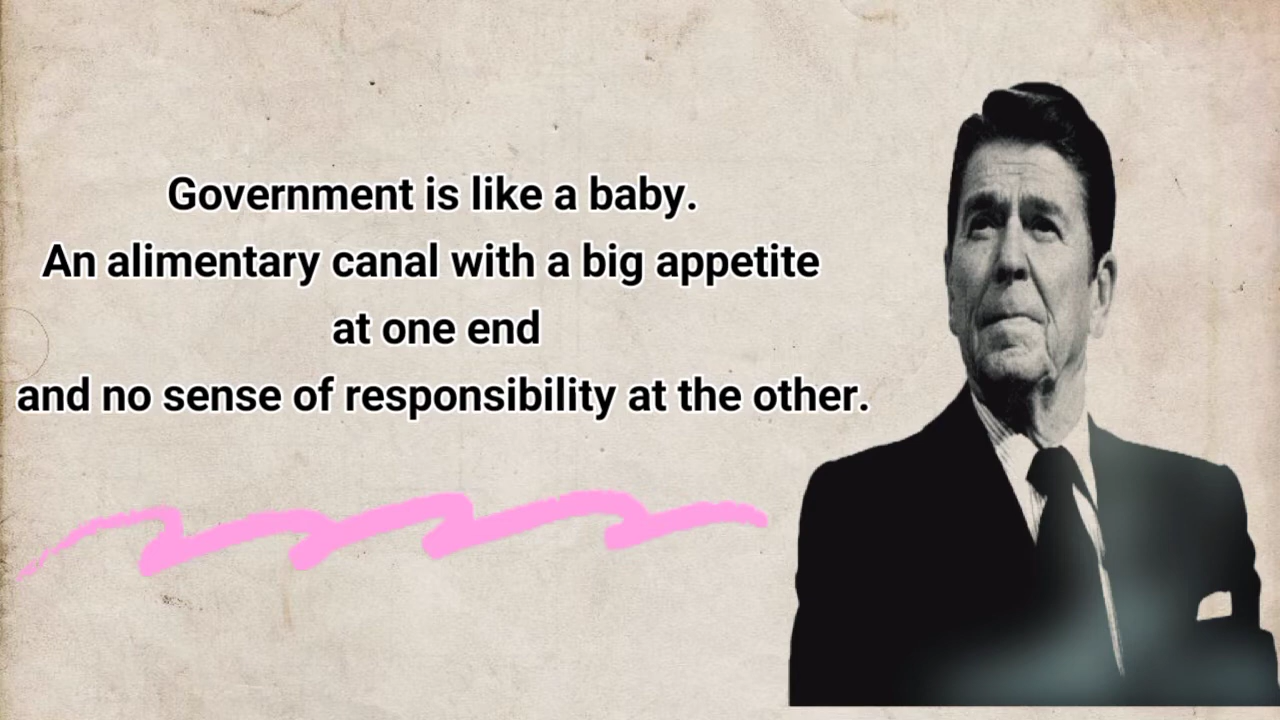 Government is like a baby.
An alimentary canal with a big appetite
at one end
and no sense of responsibility at the other.